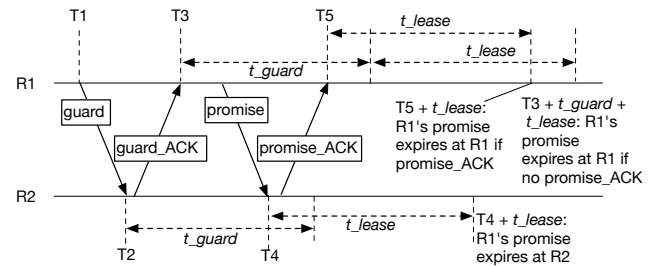 T1 T3 T5 t_lease
t_lease
t_guard
R1
guard promise
guard_ACK promise_ACK
T5 + t_lease:
R1's promise
expires at R1 if
promise_ACK
T3 + t_guard +
t_lease: R1's
promise
expires at R1 if
no promise_ACK
R2
t_guard t_lease
T2 T4
T4 + t_lease:
R1's promise
expires at R2